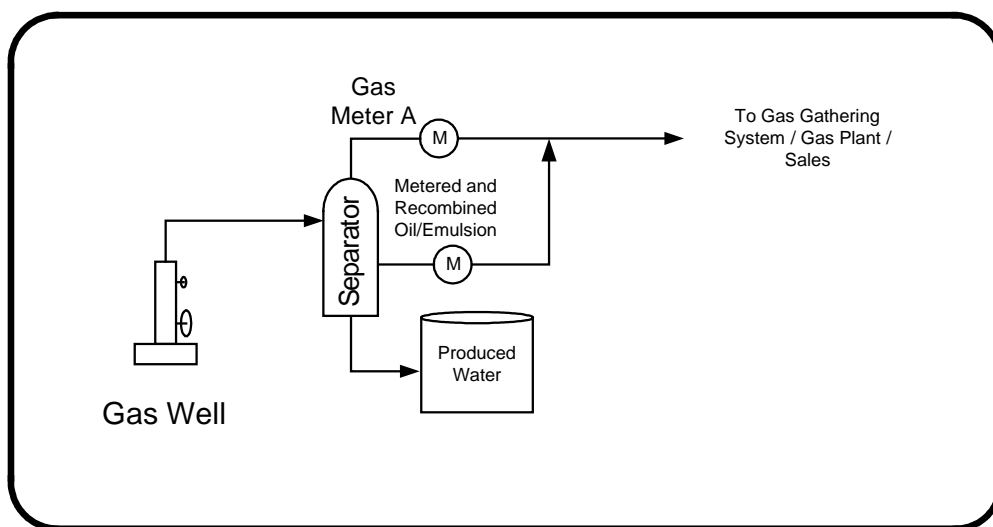 Gas
Meter A
M
To Gas Gathering
System / Gas Plant /
Sales
Metered and
Recombined
Oil/Emulsion
Separator
M
Produced
Water
Gas Well